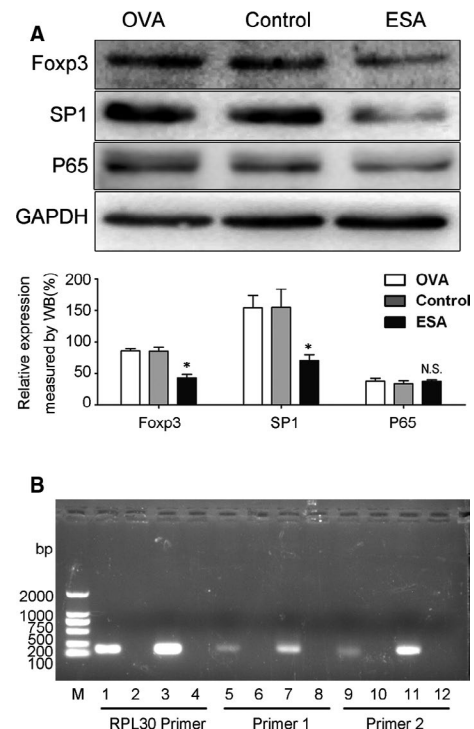 A
OVA Control ESA
Foxp3
SP1
P65
GAPDH
Relative expression
measured by WB(%)
200
150
100
50
0
OVA
Control
ESA
*
*
N.S.
Foxp3 SP1 P65
B
bp
2000
1000
750
500
200
100
M 1 2 3 4 5 6 7 8 9 10 11 12
RPL30 Primer Primer 1 Primer 2